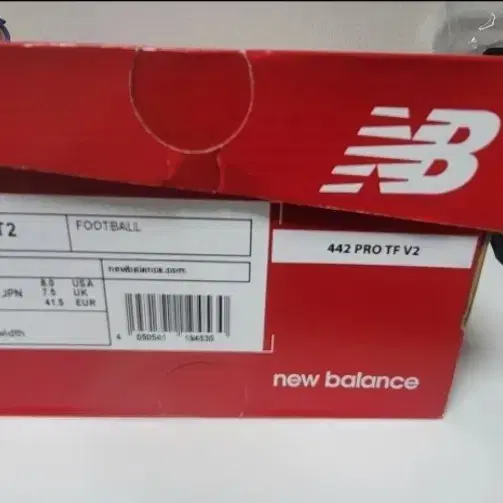 NB
T2
FOOTBALL
442 PRO TF V2
newbalance.com
8.0 USA
JPN 7.5 UK
41.5 EUR
width
new balance